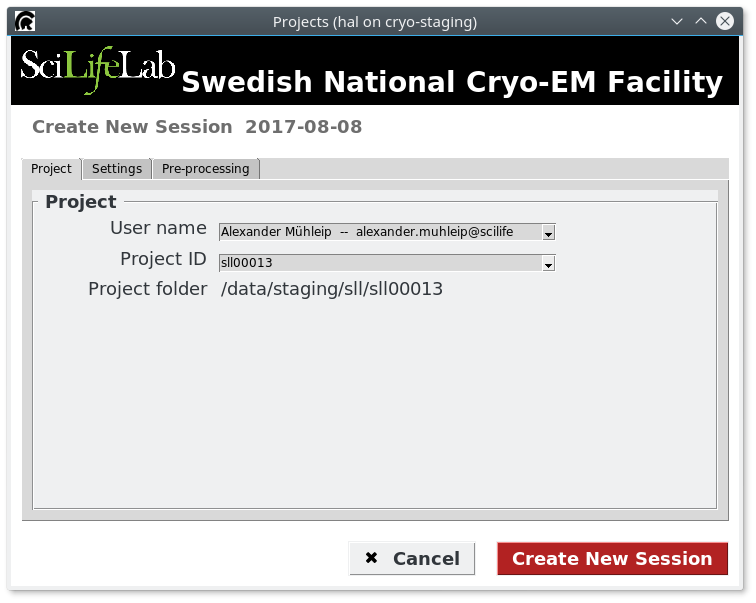 Projects (hal on cryo-staging)
SciLifeLab Swedish National Cryo-EM Facility
Create New Session 2017-08-08
Project Settings Pre-processing
Project
User name Alexander Mühleip -- alexander.muhleip@scilife
Project ID sll00013
Project folder /data/staging/sll/sll00013
✖ Cancel Create New Session